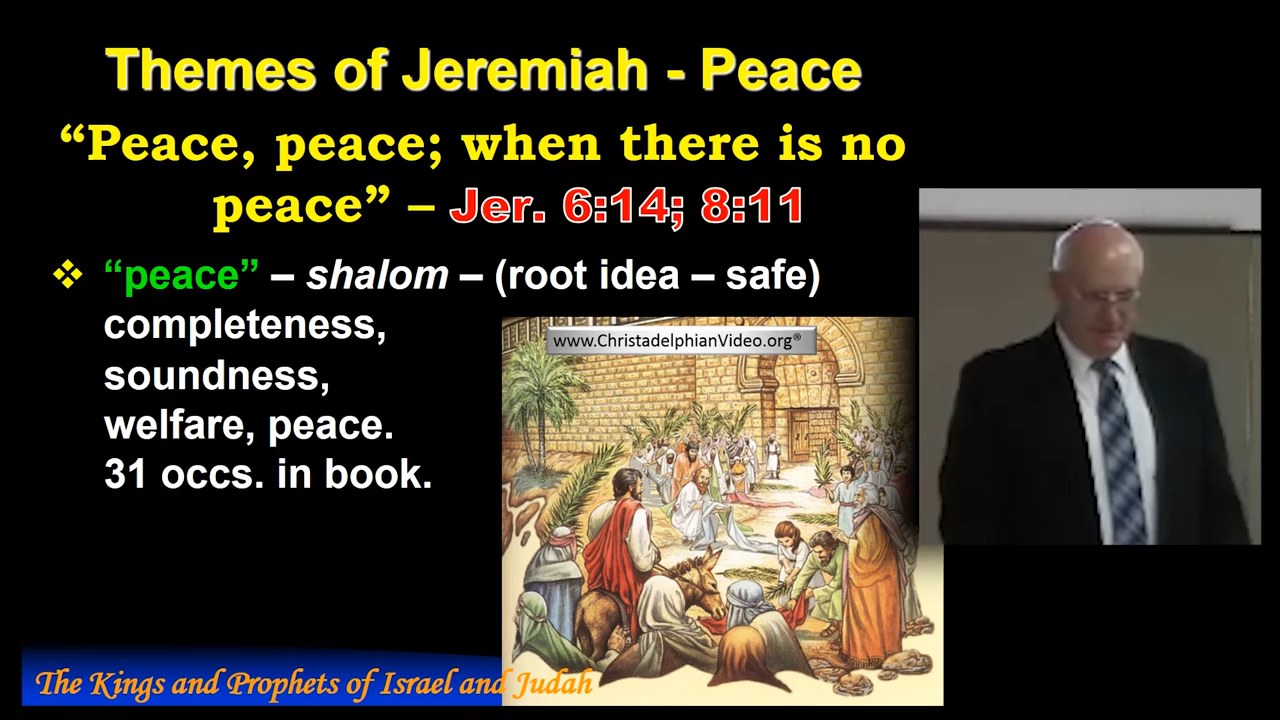 Themes of Jeremiah - Peace
“Peace, peace; when there is no
peace” – Jer. 6:14; 8:11
❖ “peace” – shalom – (root idea – safe)
completeness,
soundness,
welfare, peace.
31 occs. in book.
www.ChristadelphianVideo.org®
The Kings and Prophets of Israel and Judah